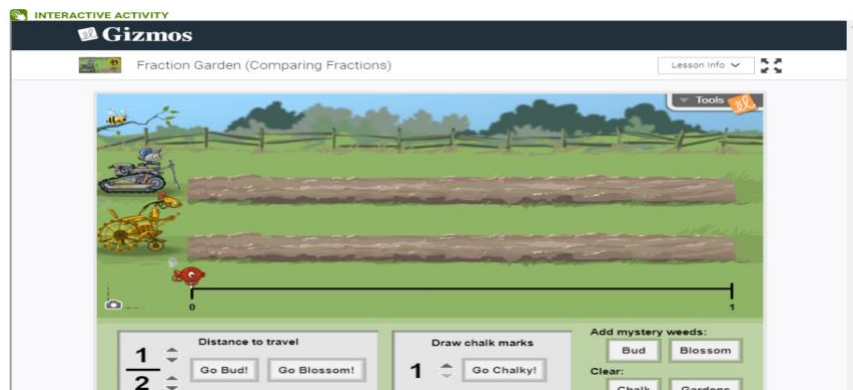 INTERACTIVE ACTIVITY
Gizmos
Fraction Garden (Comparing Fractions)
Lesson info
Tools
0 1
Distance to travel
1
2
Go Bud!
Go Blossom!
Draw chalk marks
1
Go Chalky!
Add mystery weeds:
Bud
Blossom
Clear:
Chalk
Gardens